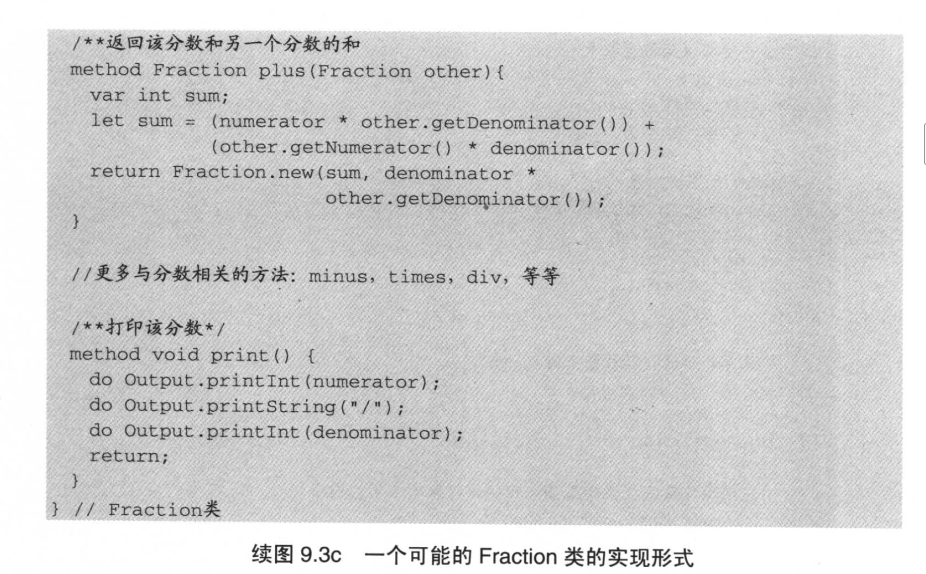 /**返回该分数和另一个分数的和
method Fraction plus(Fraction other){
var int sum;
let sum = (numerator * other.getDenominator()) +
(other.getNumerator() * denominator());
return Fraction.new(sum, denominator *
other.getDenominator());
}
//更多与分数相关的方法: minus, times, div, 等等
/**打印该分数*/
method void print() {
do Output.printInt(numerator);
do Output.printString("/");
do Output.printInt(denominator);
return;
}
} // Fraction类
续图 9.3c 一个可能的 Fraction 类的实现形式